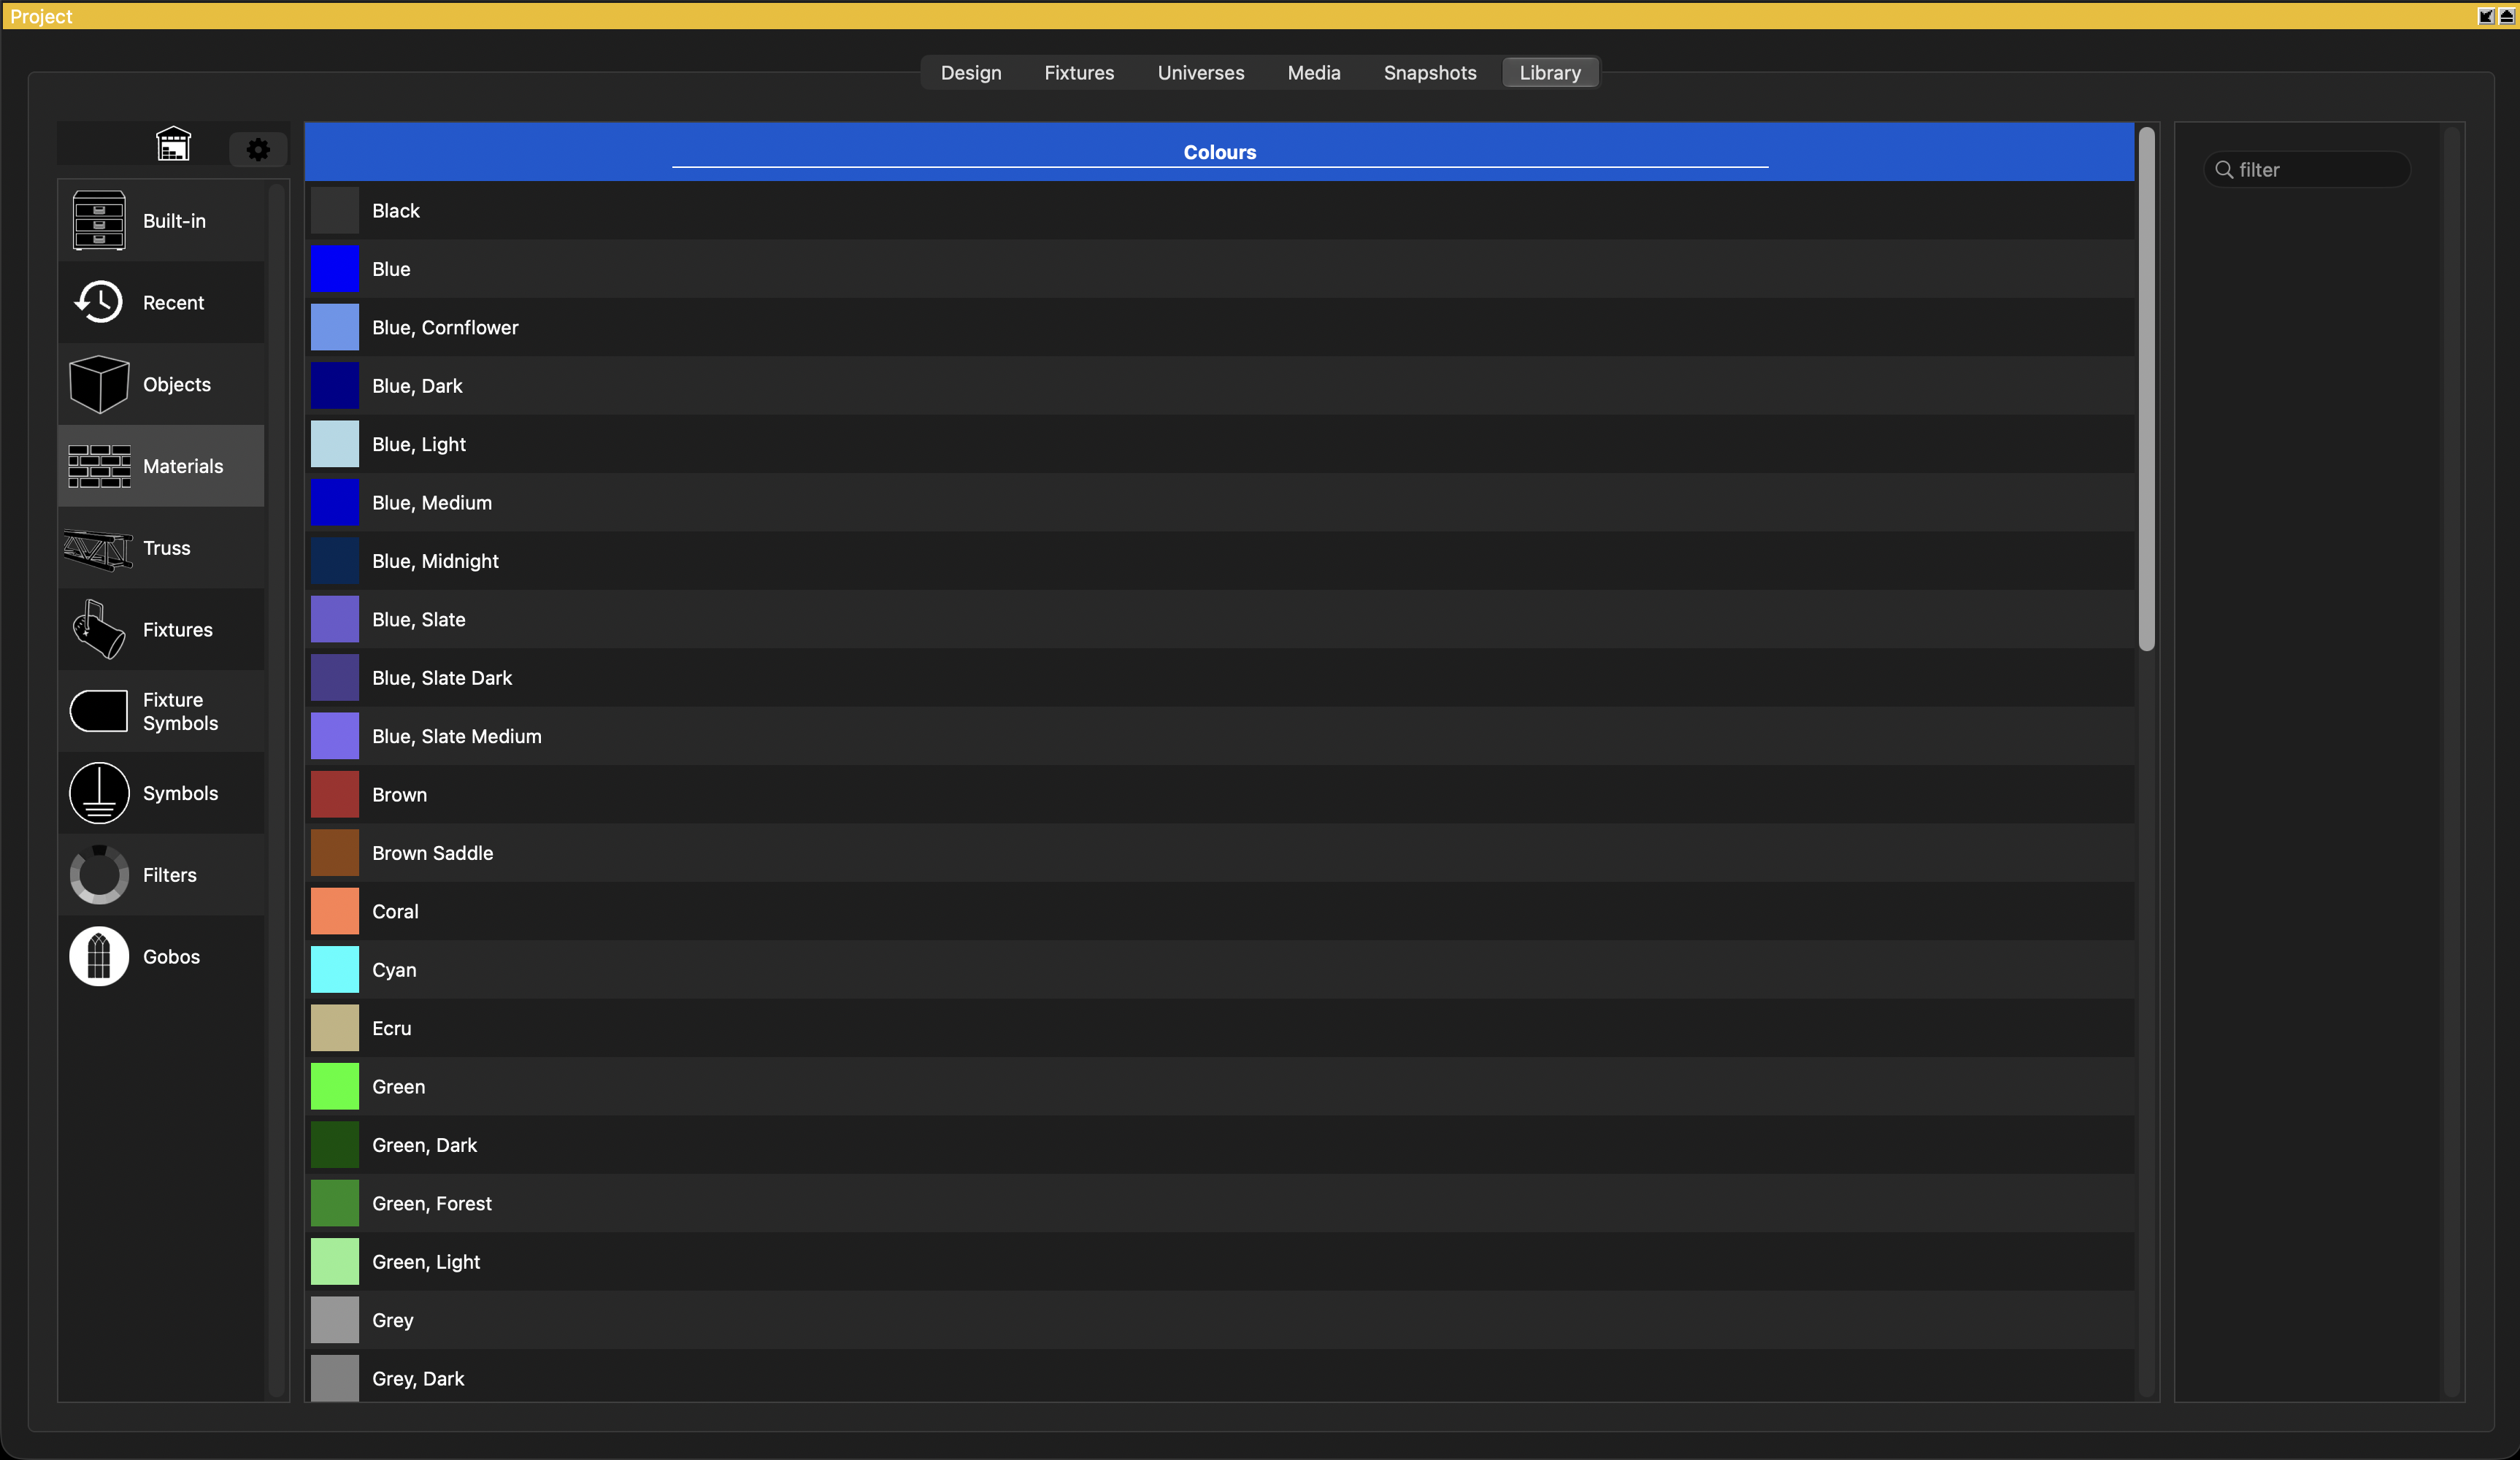 Project
Design
Fixtures
Universes
Media
Snapshots
Library
Built-in
Recent
Objects
Materials
Truss
Fixtures
Fixture
Symbols
Symbols
Filters
Gobos
Colours
Black
Blue
Blue, Cornflower
Blue, Dark
Blue, Light
Blue, Medium
Blue, Midnight
Blue, Slate
Blue, Slate Dark
Blue, Slate Medium
Brown
Brown Saddle
Coral
Cyan
Ecru
Green
Green, Dark
Green, Forest
Green, Light
Grey
Grey, Dark
filter